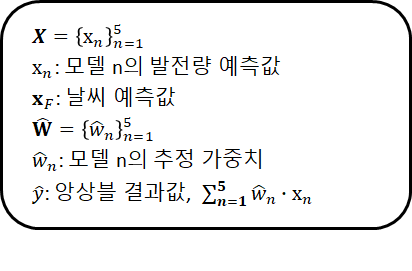 X = {xₙ}⁵ₙ₌₁
xₙ: 모델 n의 발전량 예측값
x_F: 날씨 예측값
Ŵ = {ŵₙ}⁵ₙ₌₁
ŵₙ: 모델 n의 추정 가중치
ŷ: 앙상블 결과값, ∑⁵ₙ₌₁ ŵₙ · xₙ